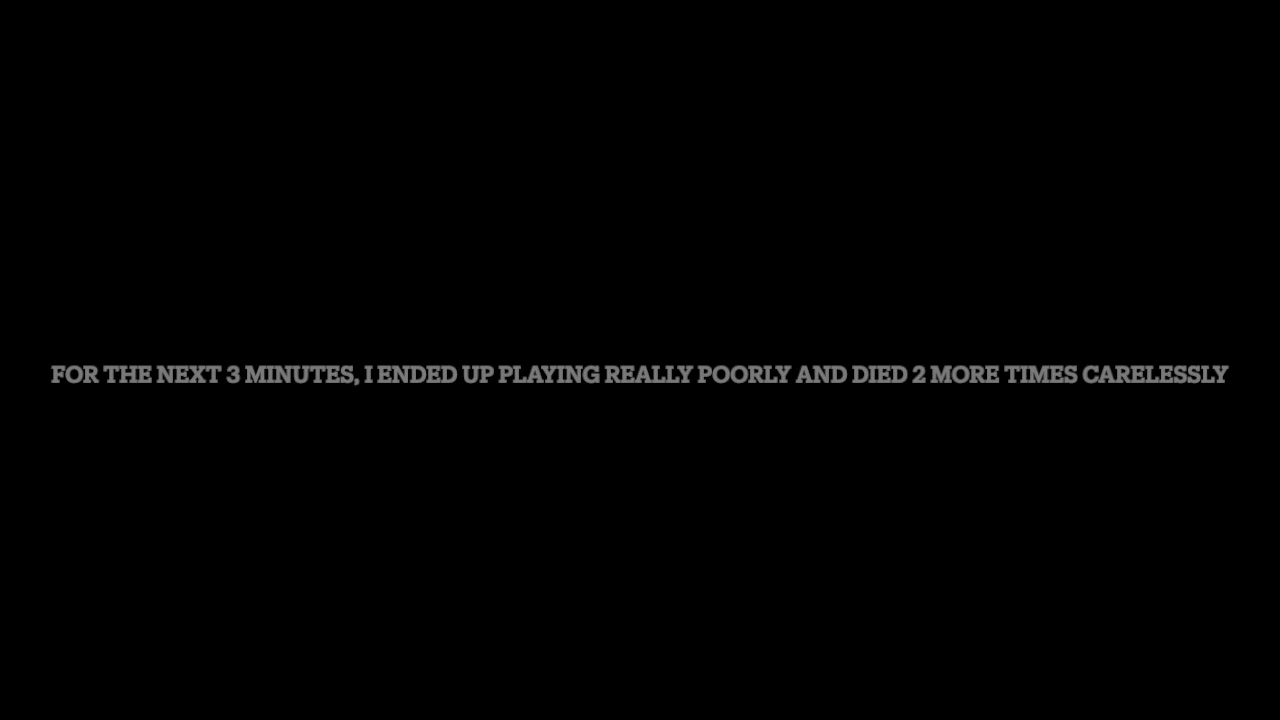 FOR THE NEXT 3 MINUTES, I ENDED UP PLAYING REALLY POORLY AND DIED 2 MORE TIMES CARELESSLY